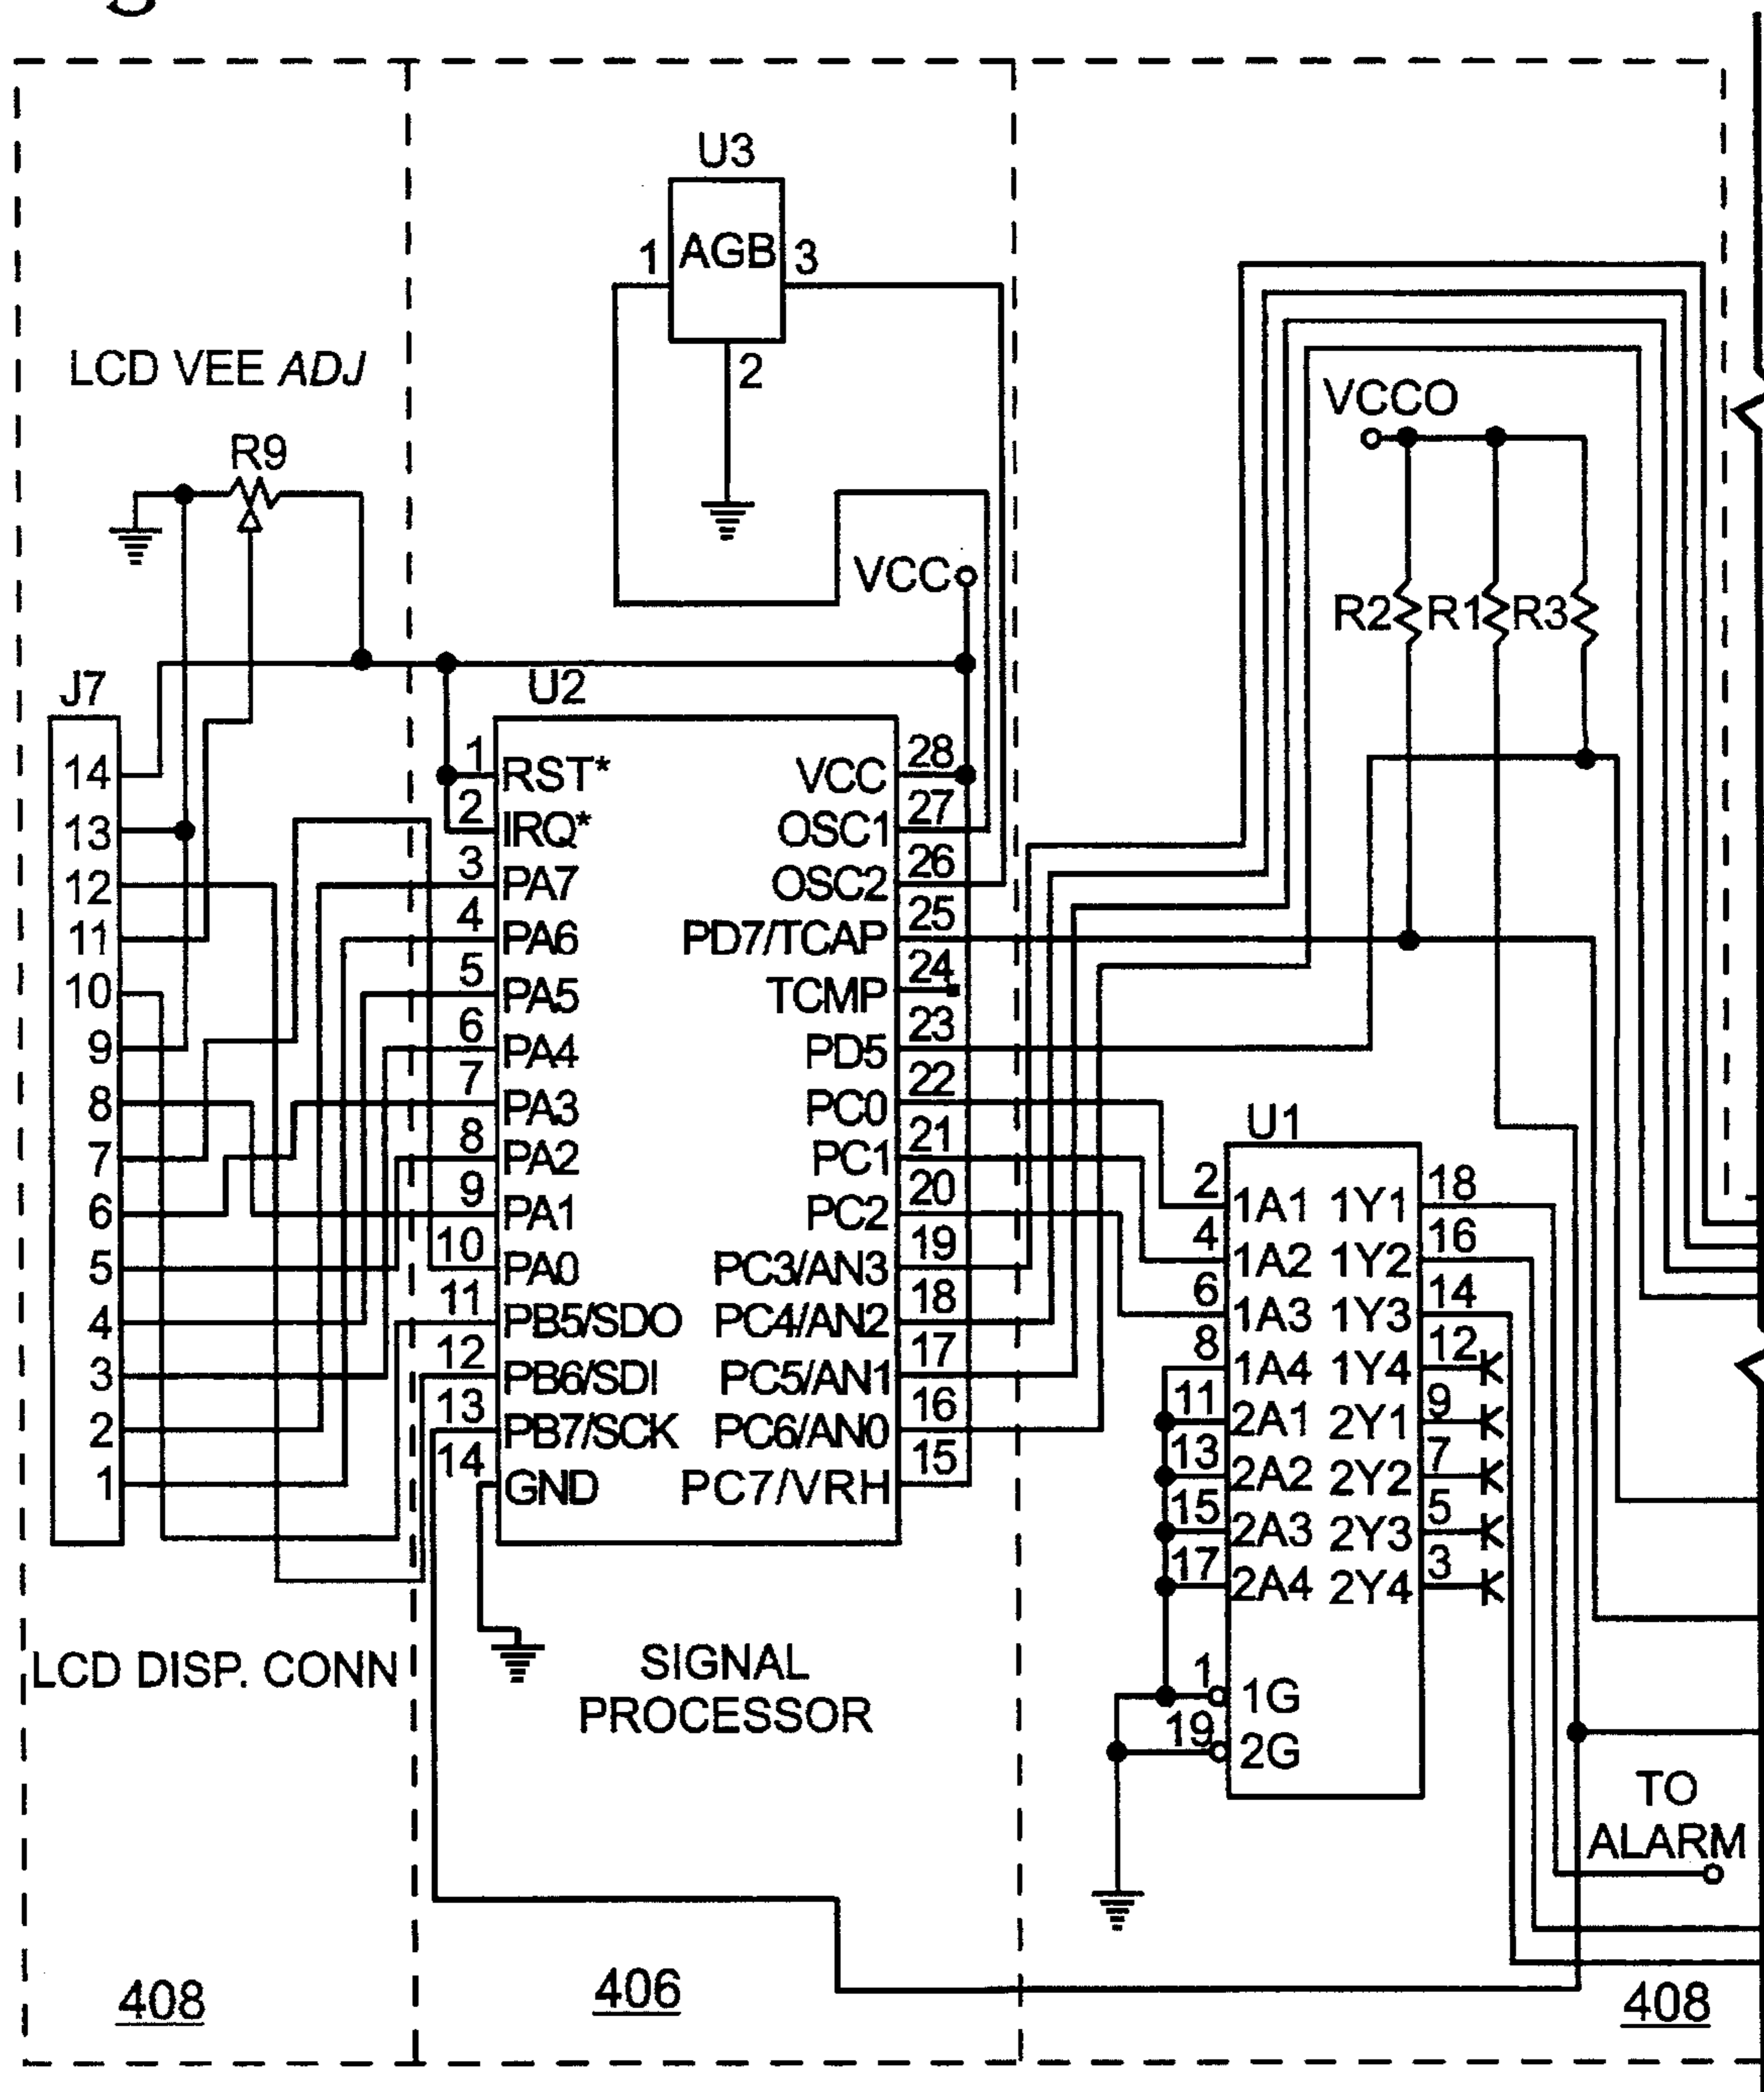 U3
1 AGB 3
2
LCD VEE ADJ
R9
VCCO
VCC
R2 R1 R3
J7
14
13
12
11
10
9
8
7
6
5
4
3
2
1
U2
1 RST* VCC 28
2 IRQ* OSC1 27
3 PA7 OSC2 26
4 PA6 PD7/TCAP 25
5 PA5 TCMP 24
6 PA4 PD5 23
7 PA3 PC0 22
8 PA2 PC1 21
9 PA1 PC2 20
10 PA0 PC3/AN3 19
11 PB5/SDO PC4/AN2 18
12 PB6/SDI PC5/AN1 17
13 PB7/SCK PC6/AN0 16
14 GND PC7/VRH 15
U1
2 1A1 1Y1 18
4 1A2 1Y2 16
6 1A3 1Y3 14
8 1A4 1Y4 12
11 2A1 2Y1 9
13 2A2 2Y2 7
15 2A3 2Y3 5
17 2A4 2Y4 3
1 1G
19 2G
LCD DISP. CONN
SIGNAL
PROCESSOR
TO
ALARM
408
406
408